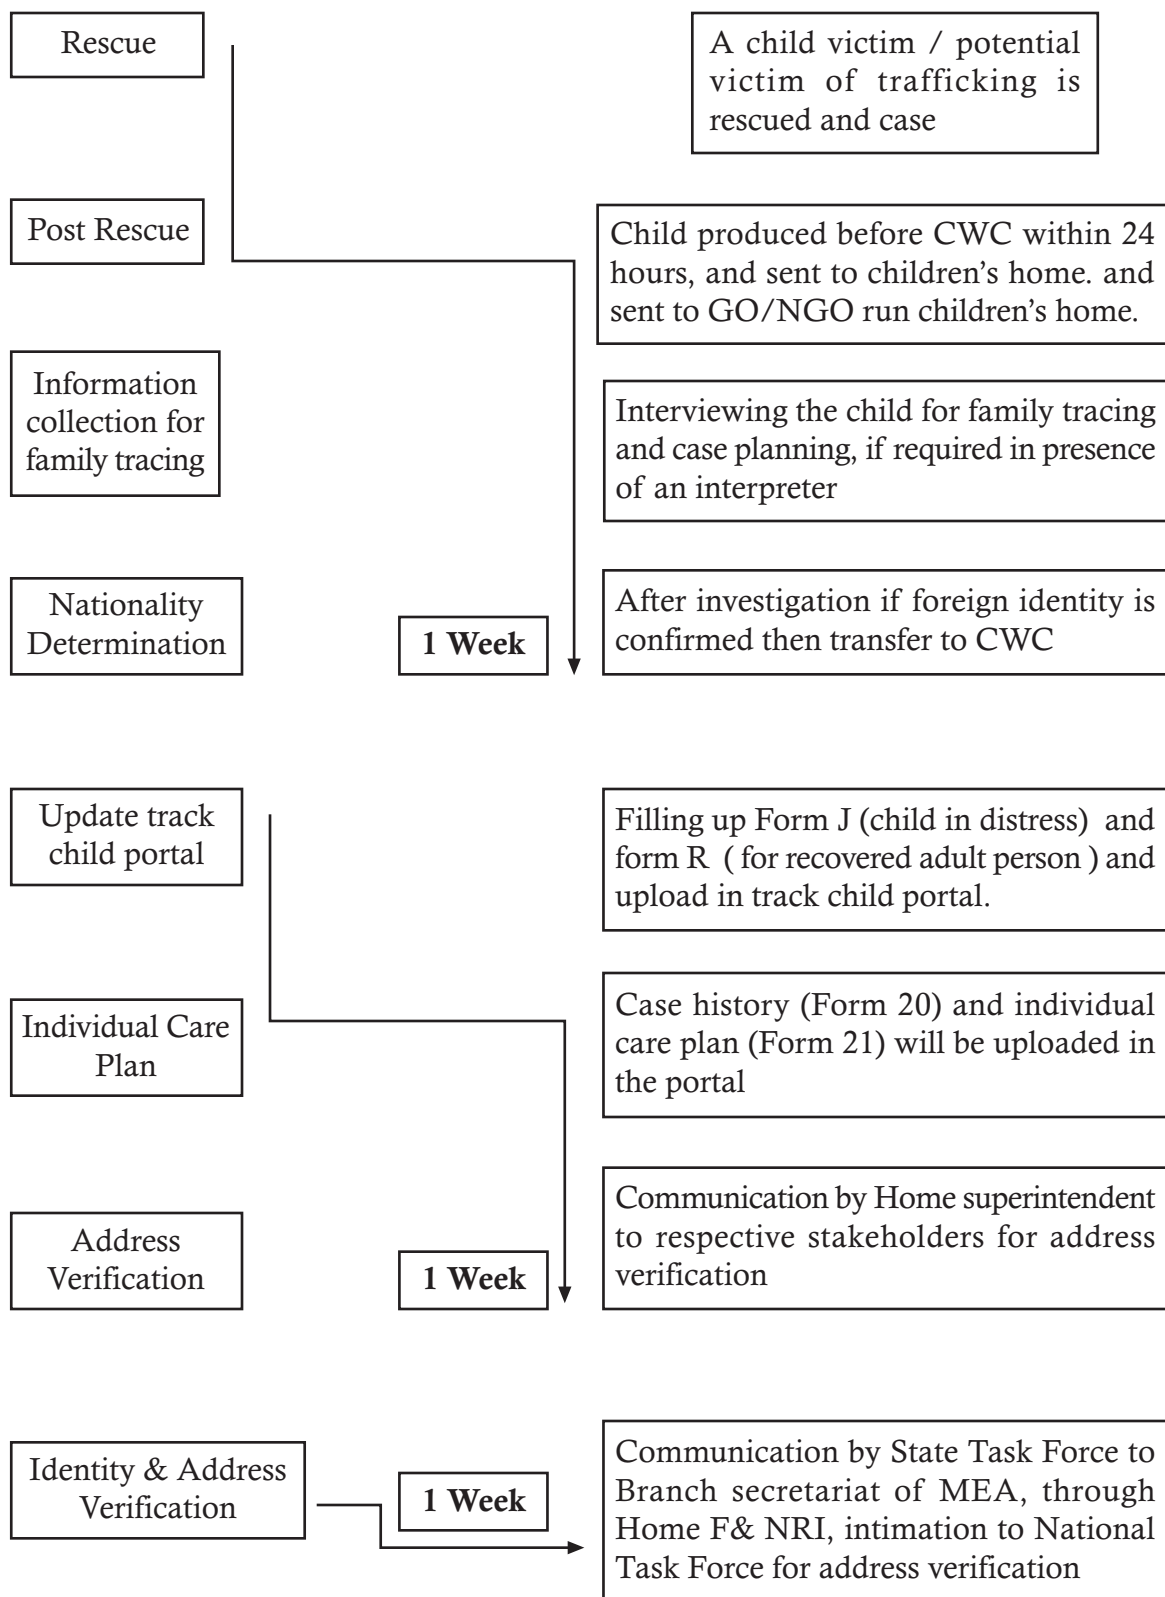 Rescue
A child victim / potential
victim of trafficking is
rescued and case
Post Rescue
Child produced before CWC within 24
hours, and sent to children's home. and
sent to GO/NGO run children's home.
Information
collection for
family tracing
Interviewing the child for family tracing
and case planning, if required in presence
of an interpreter
Nationality
Determination
1 Week
After investigation if foreign identity is
confirmed then transfer to CWC
Update track
child portal
Filling up Form J (child in distress) and
form R ( for recovered adult person ) and
upload in track child portal.
Individual Care
Plan
Case history (Form 20) and individual
care plan (Form 21) will be uploaded in
the portal
Address
Verification
1 Week
Communication by Home superintendent
to respective stakeholders for address
verification
Identity & Address
Verification
1 Week
Communication by State Task Force to
Branch secretariat of MEA, through
Home F& NRI, intimation to National
Task Force for address verification